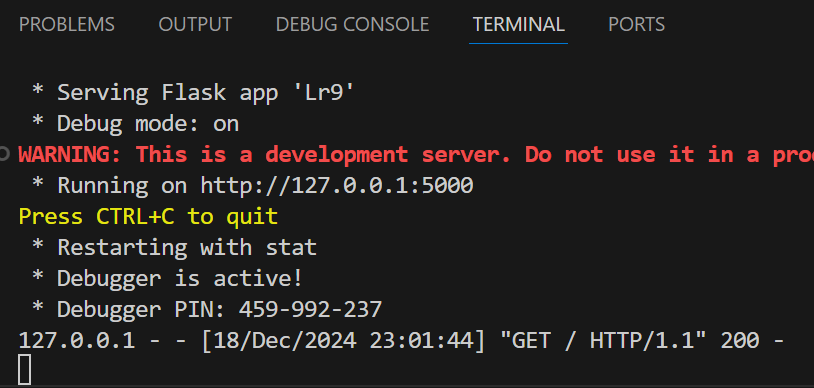 PROBLEMS OUTPUT DEBUG CONSOLE TERMINAL PORTS
* Serving Flask app 'Lr9'
* Debug mode: on
WARNING: This is a development server. Do not use it in a
* Running on http://127.0.0.1:5000
Press CTRL+C to quit
* Restarting with stat
* Debugger is active!
* Debugger PIN: 459-992-237
127.0.0.1 - - [18/Dec/2024 23:01:44] "GET / HTTP/1.1" 200 -